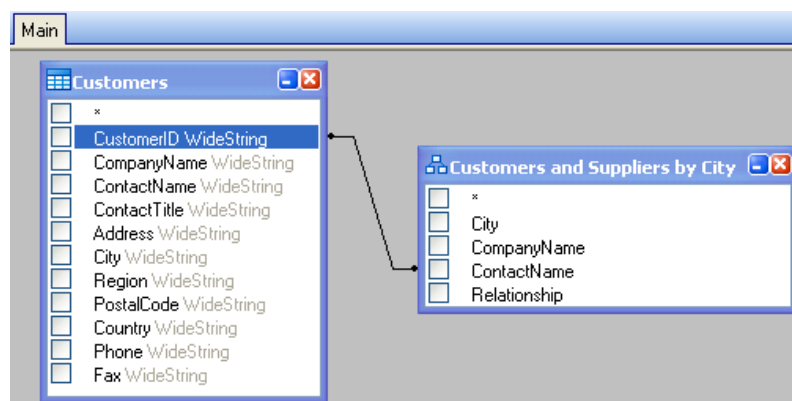 Main
Customers
*
CustomerID WideString
CompanyName WideString
ContactName WideString
ContactTitle WideString
Address WideString
City WideString
Region WideString
PostalCode WideString
Country WideString
Phone WideString
Fax WideString
Customers and Suppliers by City
*
City
CompanyName
ContactName
Relationship